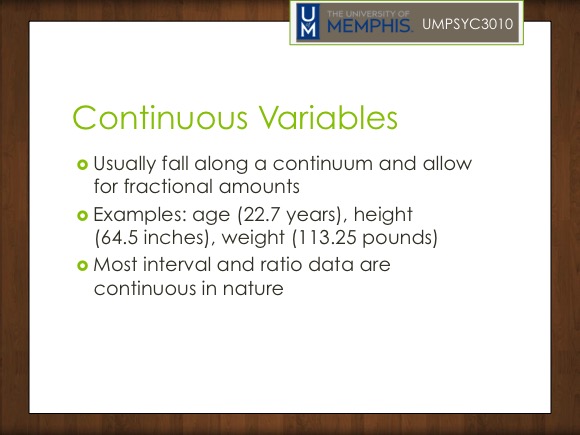 UM
THE UNIVERSITY OF
MEMPHIS.
UMPSYC3010
Continuous Variables
Usually fall along a continuum and allow
for fractional amounts
Examples: age (22.7 years), height
(64.5 inches), weight (113.25 pounds)
Most interval and ratio data are
continuous in nature